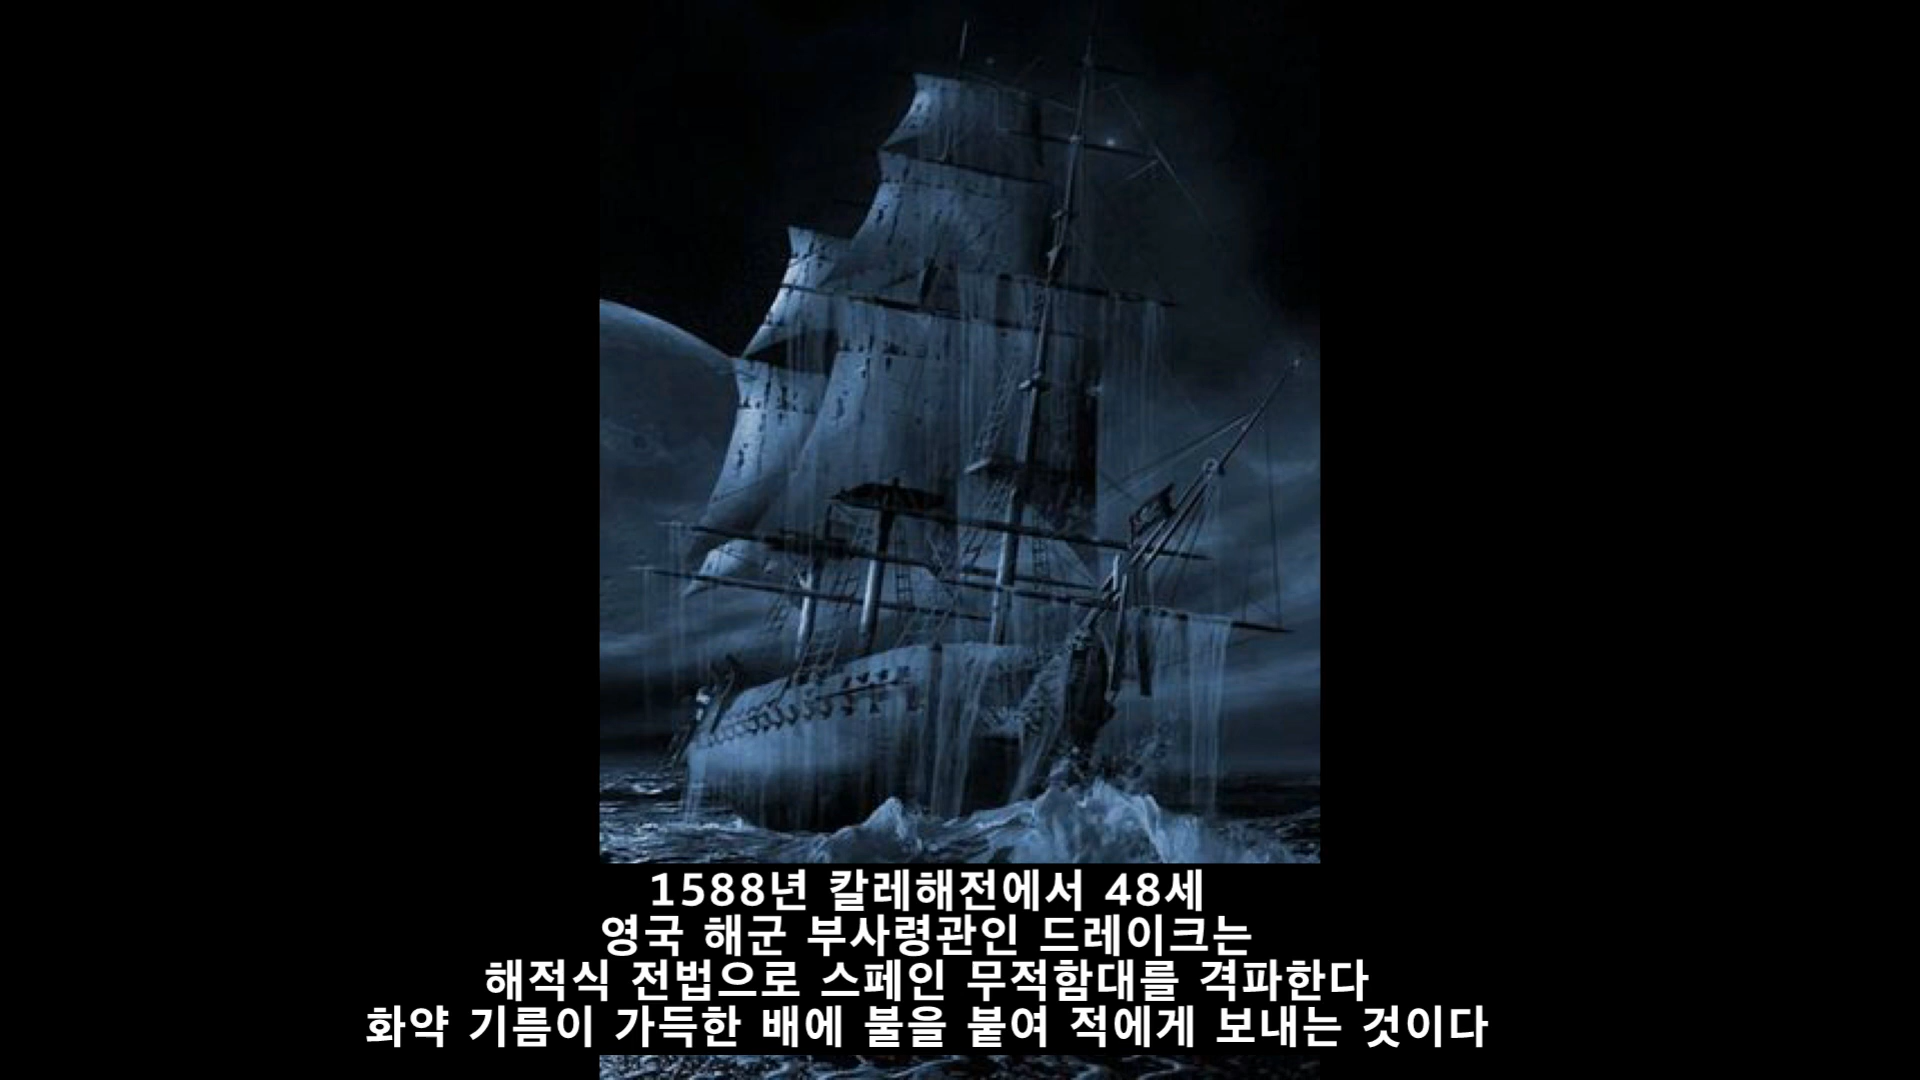 1588년 칼레해전에서 48세
영국 해군 부사령관인 드레이크는
해적식 전법으로 스페인 무적함대를 격파한다
화약 기름이 가득한 배에 불을 붙여 적에게 보내는 것이다